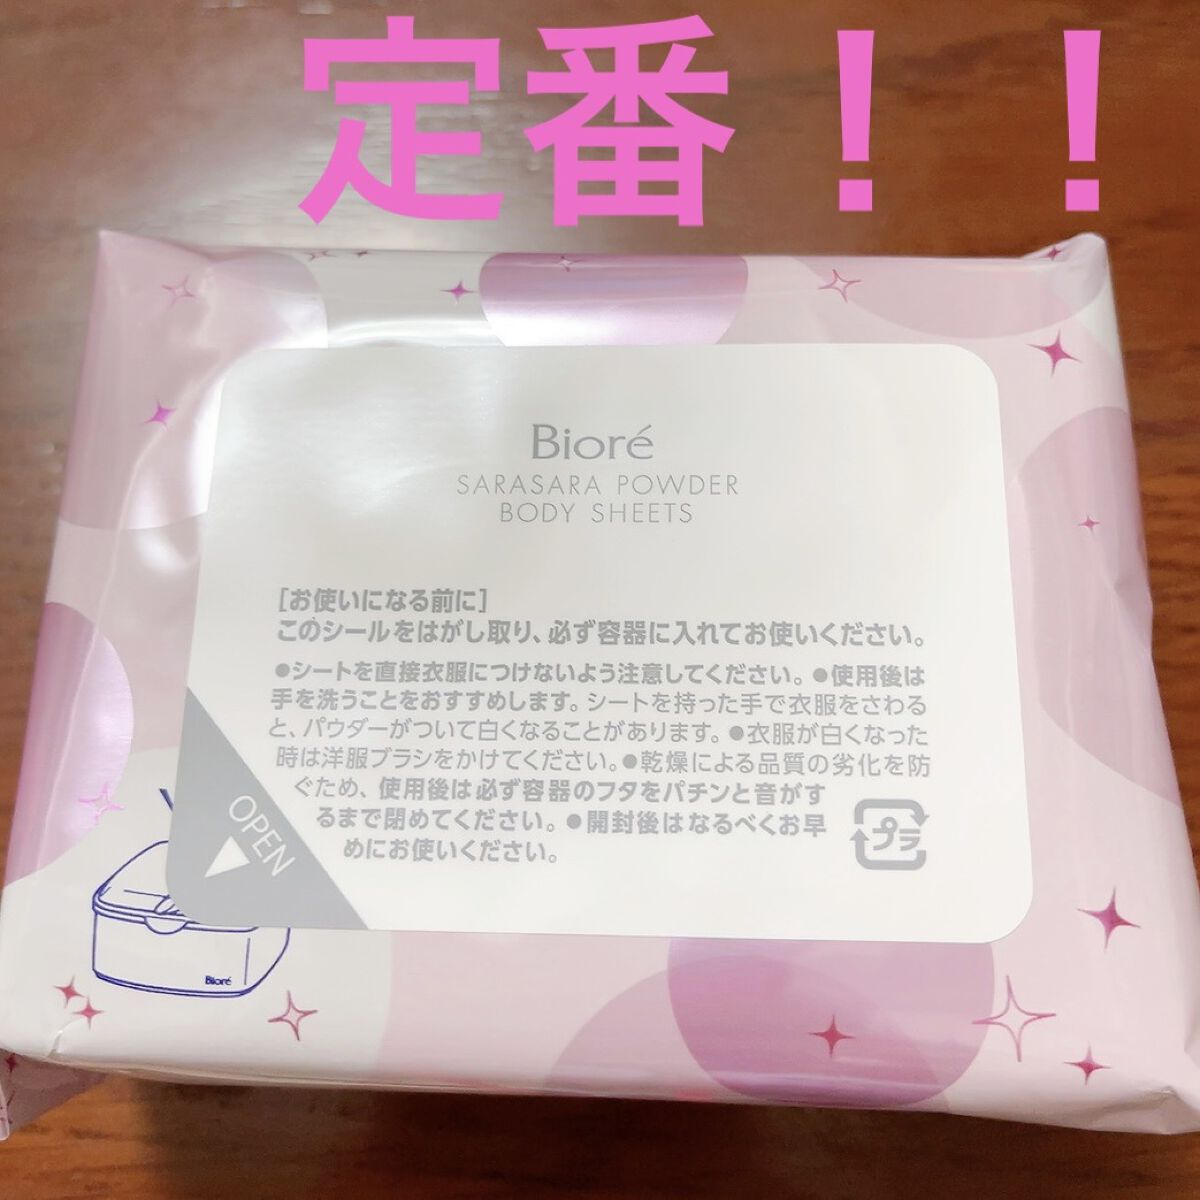 定番！！
Bioré
SARASARA POWDER
BODY SHEETS
[お使いになる前に]
このシールをはがし取り、必ず容器に入れてお使いください。
●シートを直接衣服につけないよう注意してください。●使用後は
手を洗うことをおすすめします。シートを持った手で衣服をさわる
と、パウダーがついて白くなることがあります。●衣服が白くなった
時は洋服ブラシをかけてください。●乾燥による品質の劣化を防
ぐため、使用後は必ず容器のフタをパチンと音がす
るまで閉めてください。●開封後はなるべくお早
めにお使いください。
プラ
OPEN
Bioré